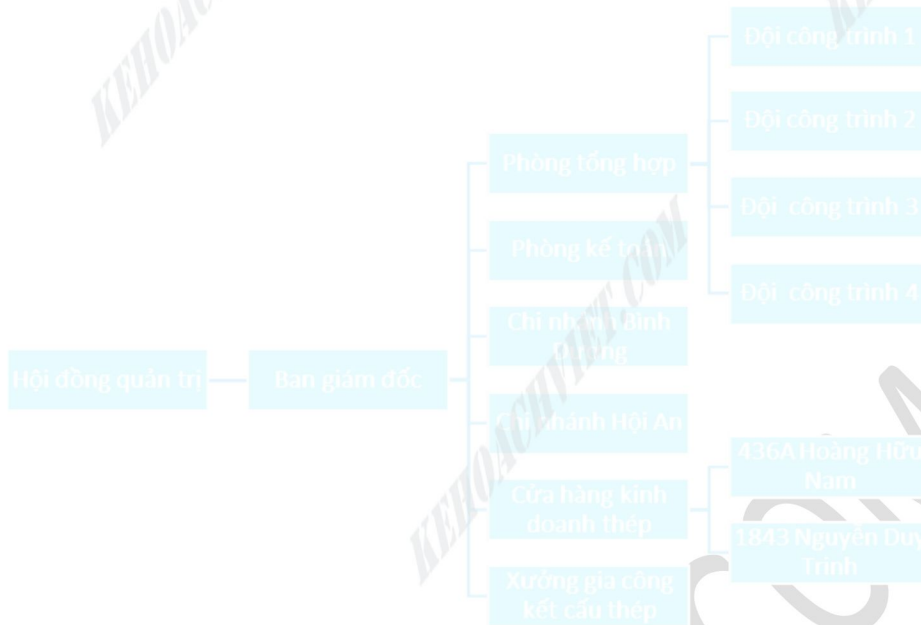 Đội công trình 1
Đội công trình 2
Phòng tổng hợp
Đội công trình 3
Phòng kế toán
Đội công trình 4
Chi nhánh Bình
Dương
Hội đồng quản trị
Ban giám đốc
Chi nhánh Hội An
436A Hoàng Hữu
Nam
Cửa hàng kinh
doanh thép
1843 Nguyễn Duy
Trinh
Xưởng gia công
kết cấu thép
KEHOACHVIET.COM